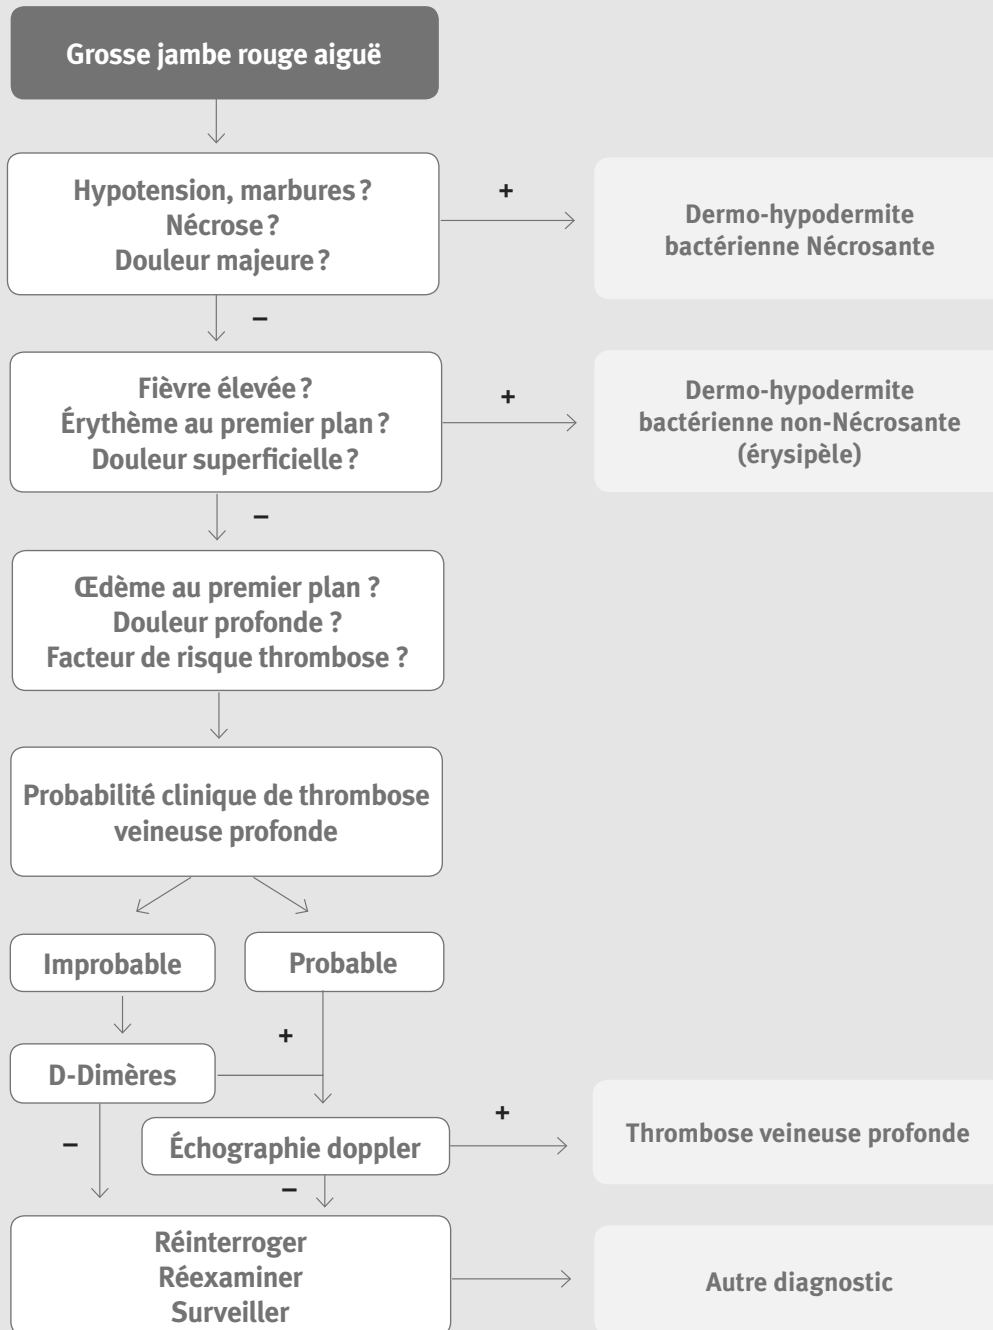 Grosse jambe rouge aiguë
Hypotension, marbures ?
Nécrose ?
Douleur majeure ?
+
Dermo-hypodermite
bactérienne Nécrosante
–
Fièvre élevée ?
Érythème au premier plan ?
Douleur superficielle ?
+
Dermo-hypodermite
bactérienne non-Nécrosante
(érysipèle)
–
Œdème au premier plan ?
Douleur profonde ?
Facteur de risque thrombose ?
Probabilité clinique de thrombose
veineuse profonde
Improbable
Probable
+
D-Dimères
–
Échographie doppler
+
Thrombose veineuse profonde
–
Réinterroger
Réexaminer
Surveiller
Autre diagnostic